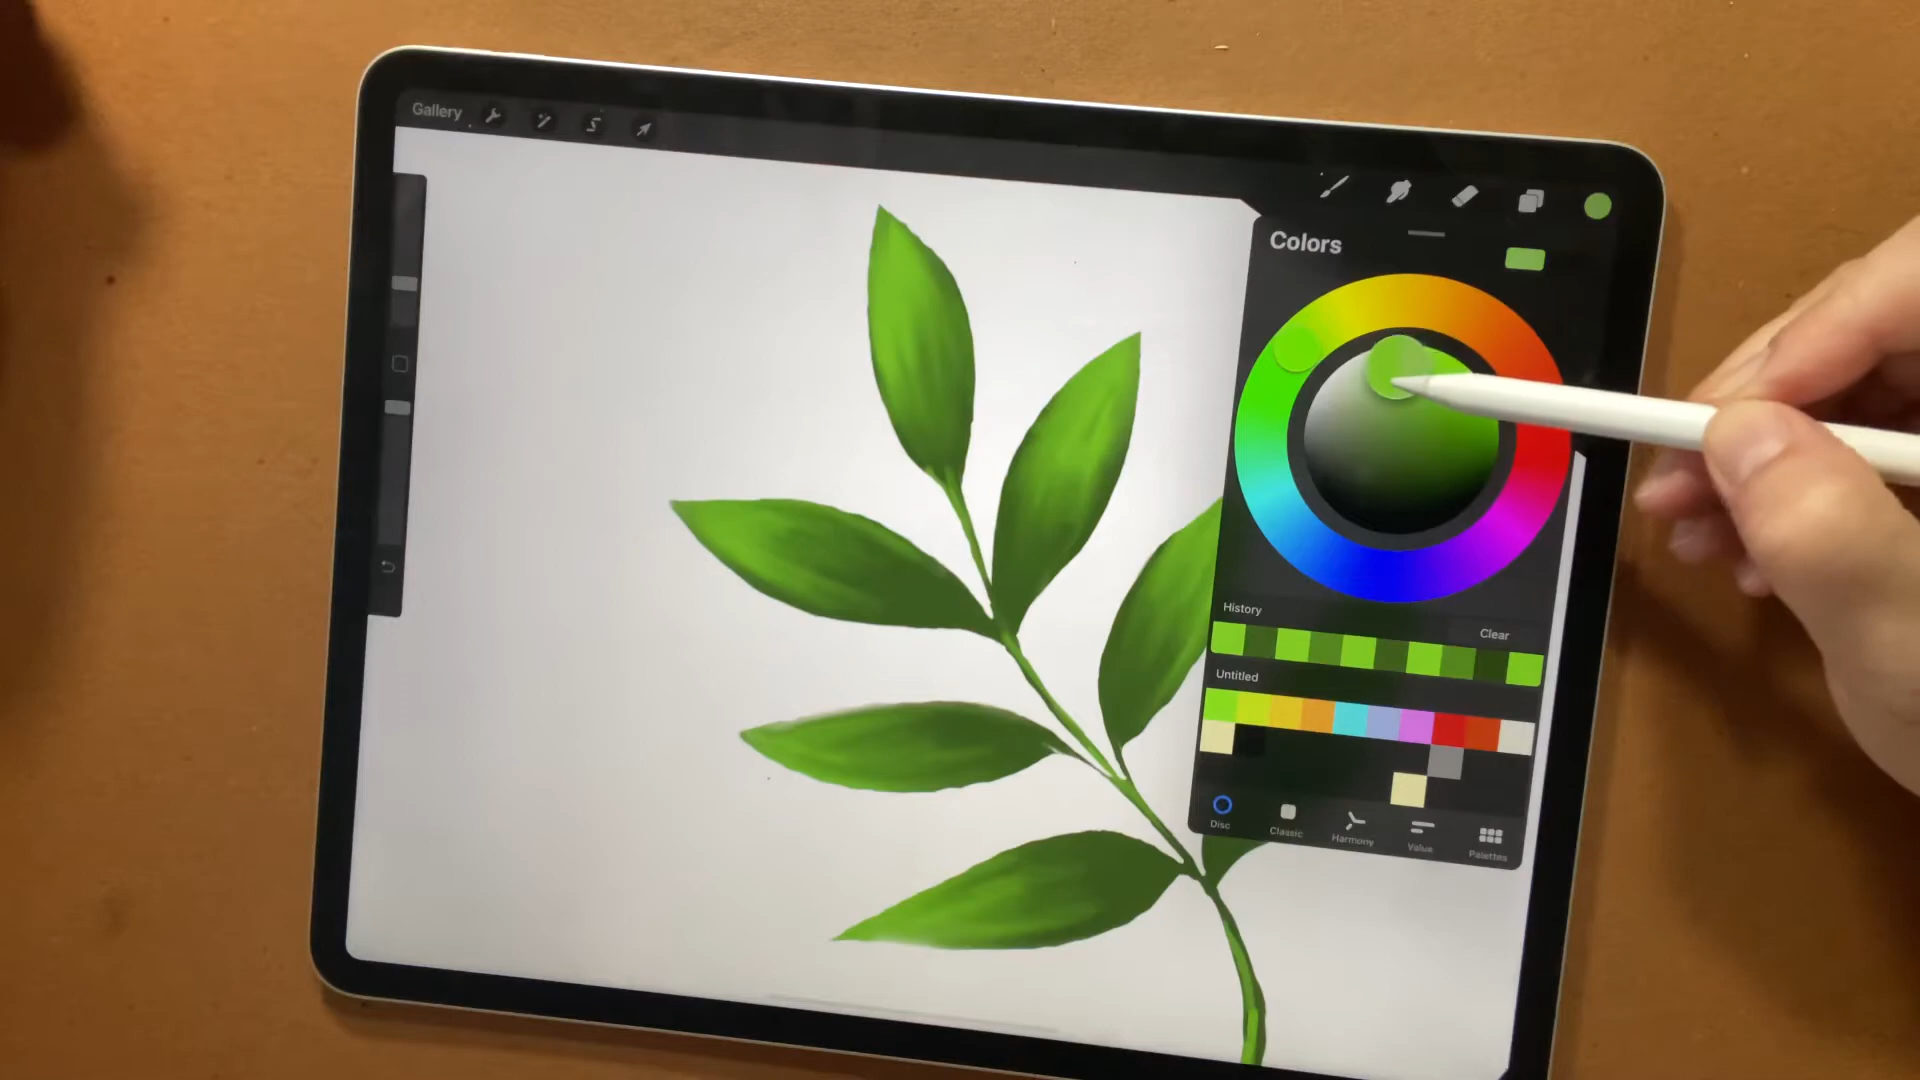 Gallery
Colors
History
Clear
Untitled
Disc
Classic
Harmony
Value
Palettes